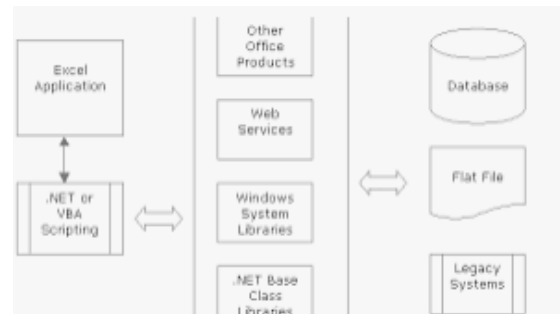 Excel
Application
.NET or
VBA
Scripting
Other
Office
Products
Web
Services
Windows
System
Libraries
.NET Base
Class
Libraries
Database
Flat File
Legacy
Systems